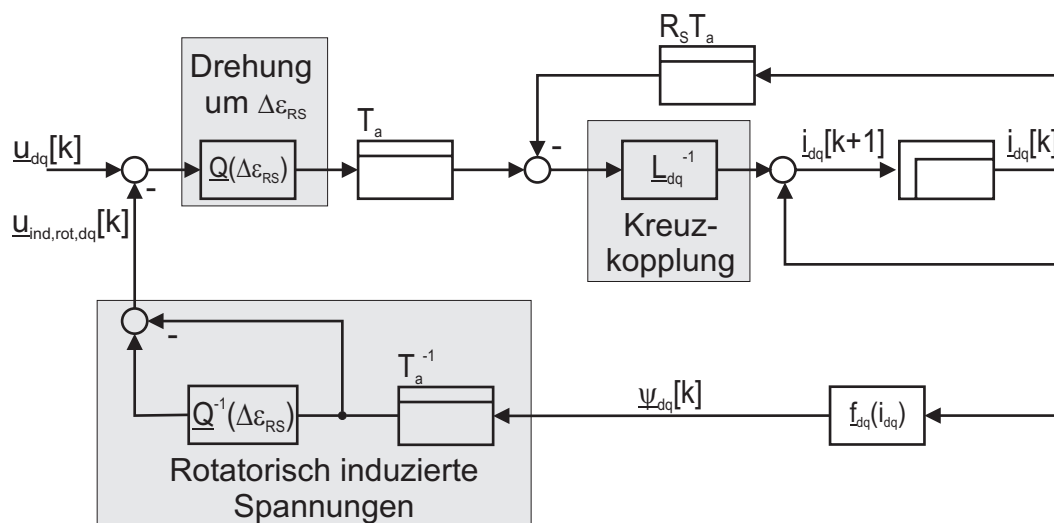 R_S T_a
Drehung
um Δε_RS
T_a
u_dq[k]
-
Q(Δε_RS)
-
L_dq^-1
i_dq[k+1]
i_dq[k]
u_ind,rot,dq[k]
Kreuz-
kopplung
-
T_a^-1
Q^-1(Δε_RS)
ψ_dq[k]
f_dq(i_dq)
Rotatorisch induzierte
Spannungen